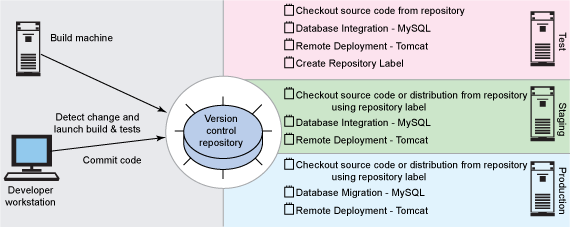 Build machine
Detect change and
launch build & tests
Commit code
Developer
workstation
Version
control
repository
Checkout source code from repository
Database Integration - MySQL
Remote Deployment - Tomcat
Create Repository Label
Test
Checkout source code or distribution from repository
using repository label
Database Integration - MySQL
Remote Deployment - Tomcat
Staging
Checkout source code or distribution from repository
using repository label
Database Migration - MySQL
Remote Deployment - Tomcat
Production